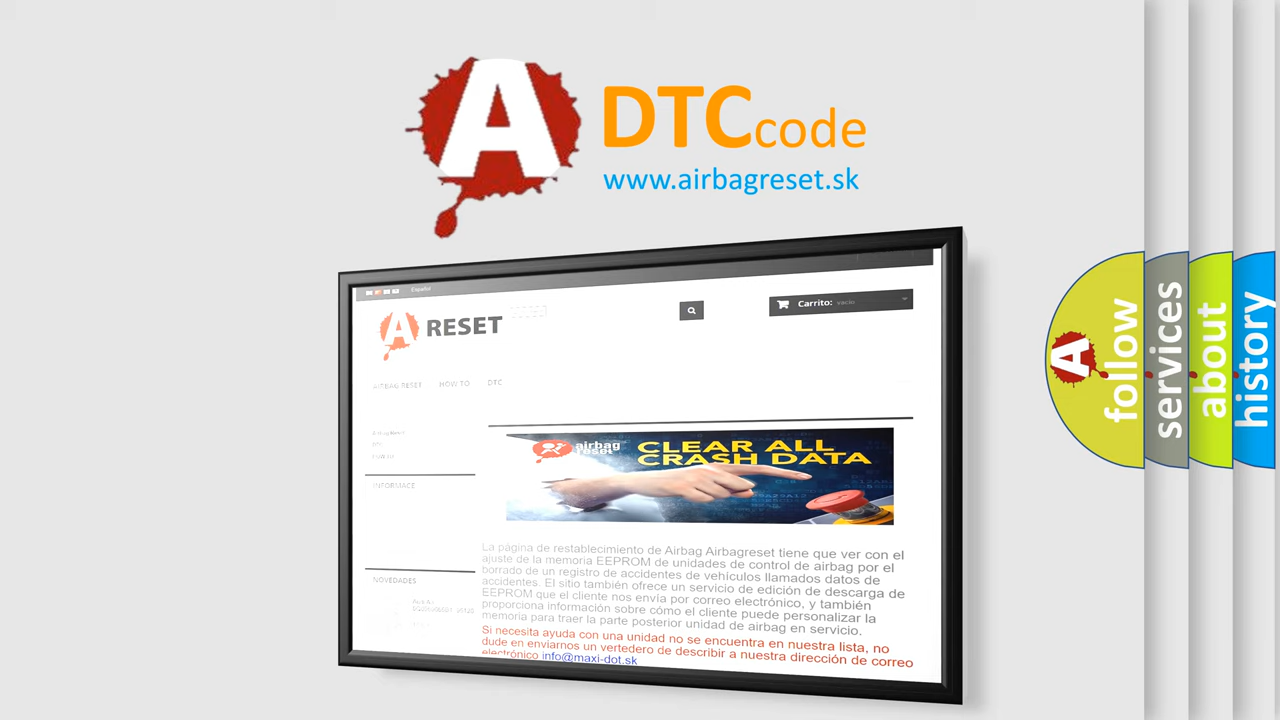 A DTC code
www.airbagreset.sk
Español
A RESET
Carrito: vacío
AIRBAG RESET HOW TO DTC
airbag
reset
CLEAR ALL
CRASH DATA
INFORMACE
NOVEDADES
La página de restablecimiento de Airbag Airbagreset tiene que ver con el
ajuste de la memoria EEPROM de unidades de control de airbag por el
borrado de un registro de accidentes de vehículos llamados datos de
accidentes. El sitio también ofrece un servicio de edición de descarga de
EEPROM que el cliente nos envía por correo electrónico, y también
proporciona información sobre cómo el cliente puede personalizar la
memoria para traer la parte posterior unidad de airbag en servicio.
Si necesita ayuda con una unidad no se encuentra en nuestra lista, no
dude en enviarnos un vertedero de describir a nuestra dirección de correo
electrónico info@maxi-dot.sk
A
follow
services
about
history